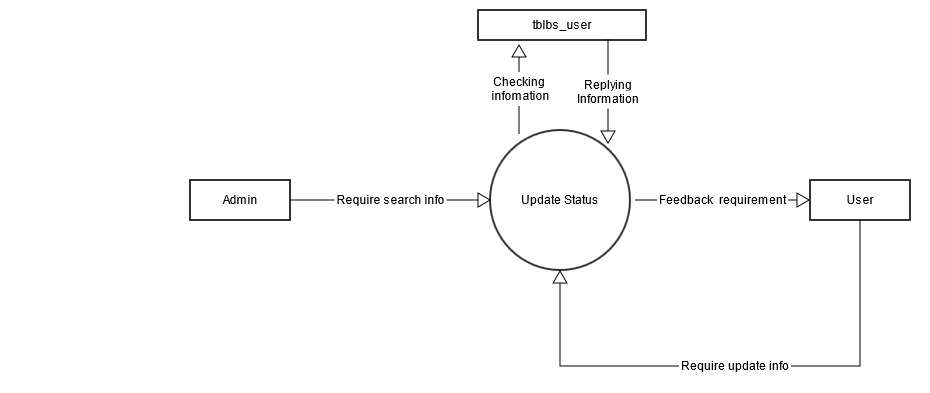 tblbs_user
Checking
infomation
Replying
Information
Admin
Require search info
Update Status
Feedback requirement
User
Require update info